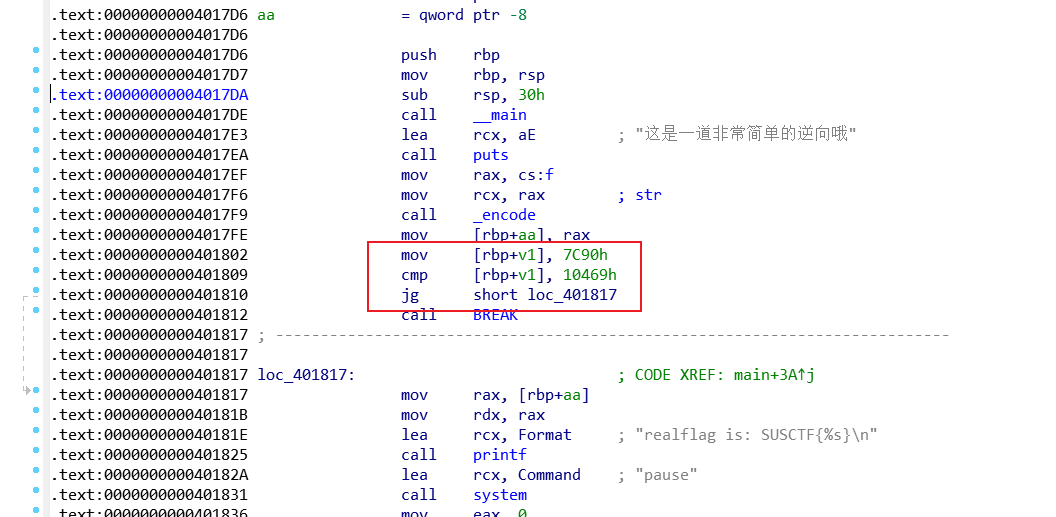 .text:00000000004017D6 aa = qword ptr -8
.text:00000000004017D6
.text:00000000004017D6 push rbp
.text:00000000004017D7 mov rbp, rsp
.text:00000000004017DA sub rsp, 30h
.text:00000000004017DE call __main
.text:00000000004017E3 lea rcx, aE ; "这是一道非常简单的逆向哦"
.text:00000000004017EA call puts
.text:00000000004017EF mov rax, cs:f
.text:00000000004017F6 mov rcx, rax ; str
.text:00000000004017F9 call _encode
.text:00000000004017FE mov [rbp+aa], rax
.text:0000000000401802 mov [rbp+v1], 7C90h
.text:0000000000401809 cmp [rbp+v1], 10469h
.text:0000000000401810 jg short loc_401817
.text:0000000000401812 call BREAK
.text:0000000000401817 ; ---------------------------------------------------------------------------
.text:0000000000401817
.text:0000000000401817 loc_401817: ; CODE XREF: main+3A↑j
.text:0000000000401817 mov rax, [rbp+aa]
.text:000000000040181B mov rdx, rax
.text:000000000040181E lea rcx, Format ; "realflag is: SUSCTF{%s}\n"
.text:0000000000401825 call printf
.text:000000000040182A lea rcx, Command ; "pause"
.text:0000000000401831 call system
.text:0000000000401836 mov eax, 0